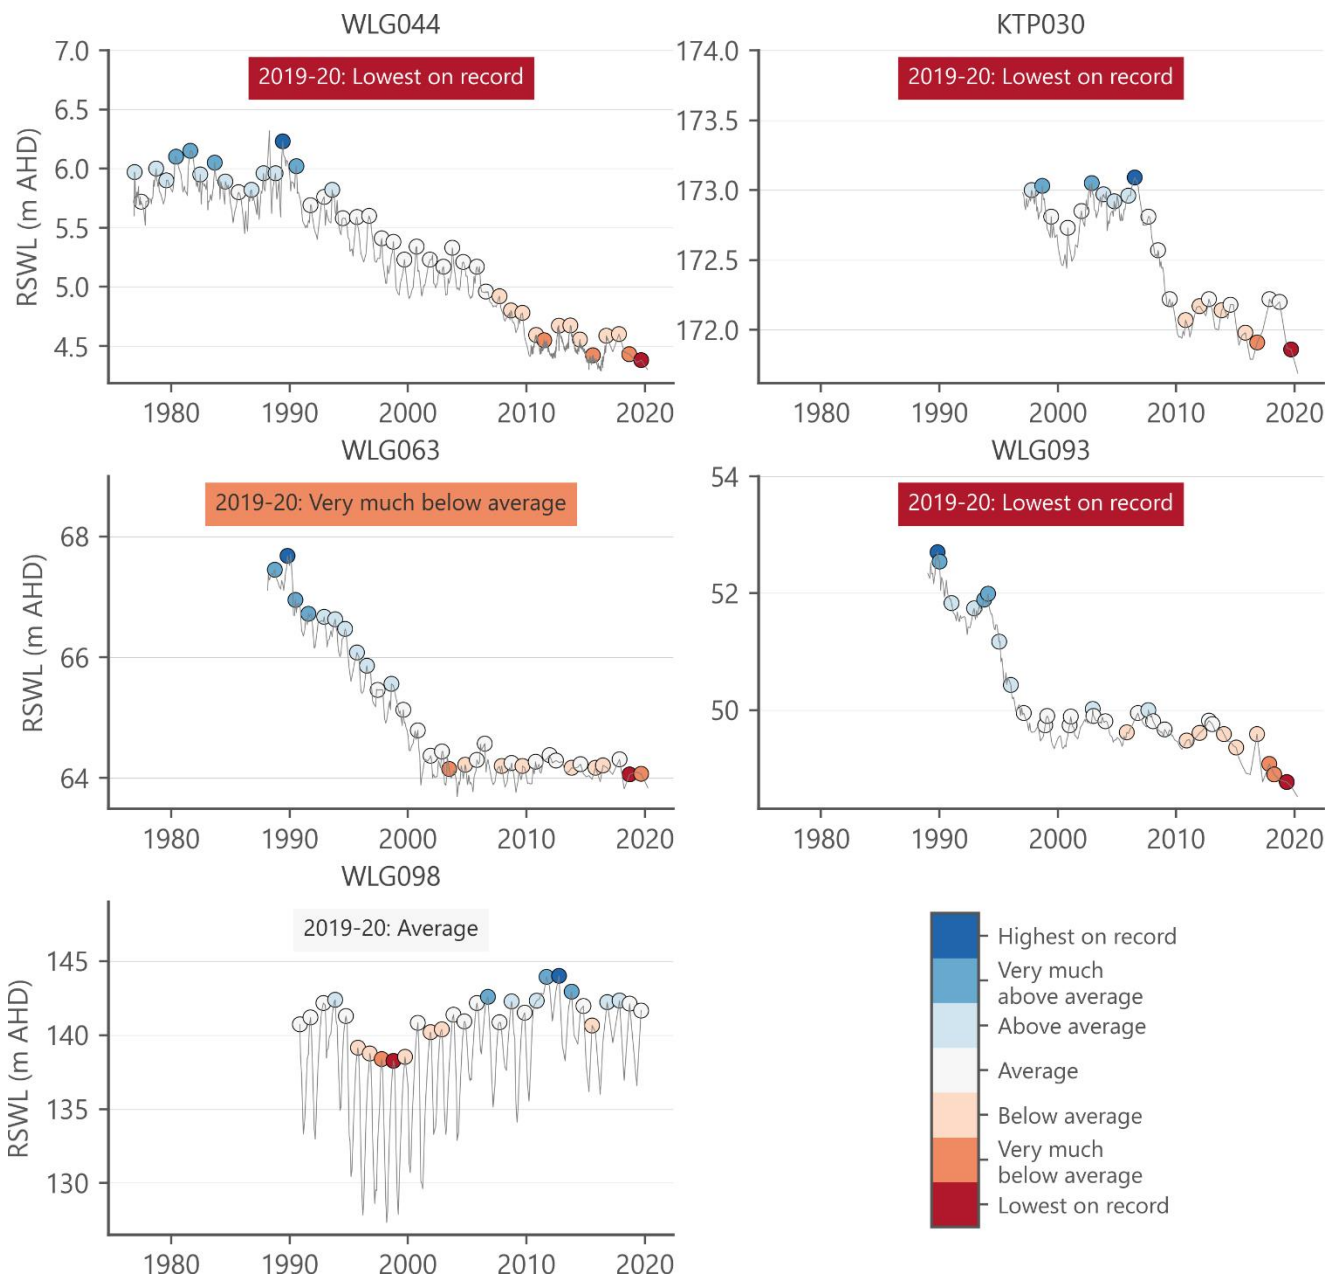 WLG044
KTP030
7.0
6.5
6.0
5.5
5.0
4.5
RSWL (m AHD)
2019-20: Lowest on record
1980
1990
2000
2010
2020
174.0
173.5
173.0
172.5
172.0
2019-20: Lowest on record
1980
1990
2000
2010
2020
WLG063
WLG093
68
66
64
RSWL (m AHD)
2019-20: Very much below average
1980
1990
2000
2010
2020
54
52
50
2019-20: Lowest on record
1980
1990
2000
2010
2020
WLG098
145
140
135
130
RSWL (m AHD)
2019-20: Average
1980
1990
2000
2010
2020
Highest on record
Very much
above average
Above average
Average
Below average
Very much
below average
Lowest on record